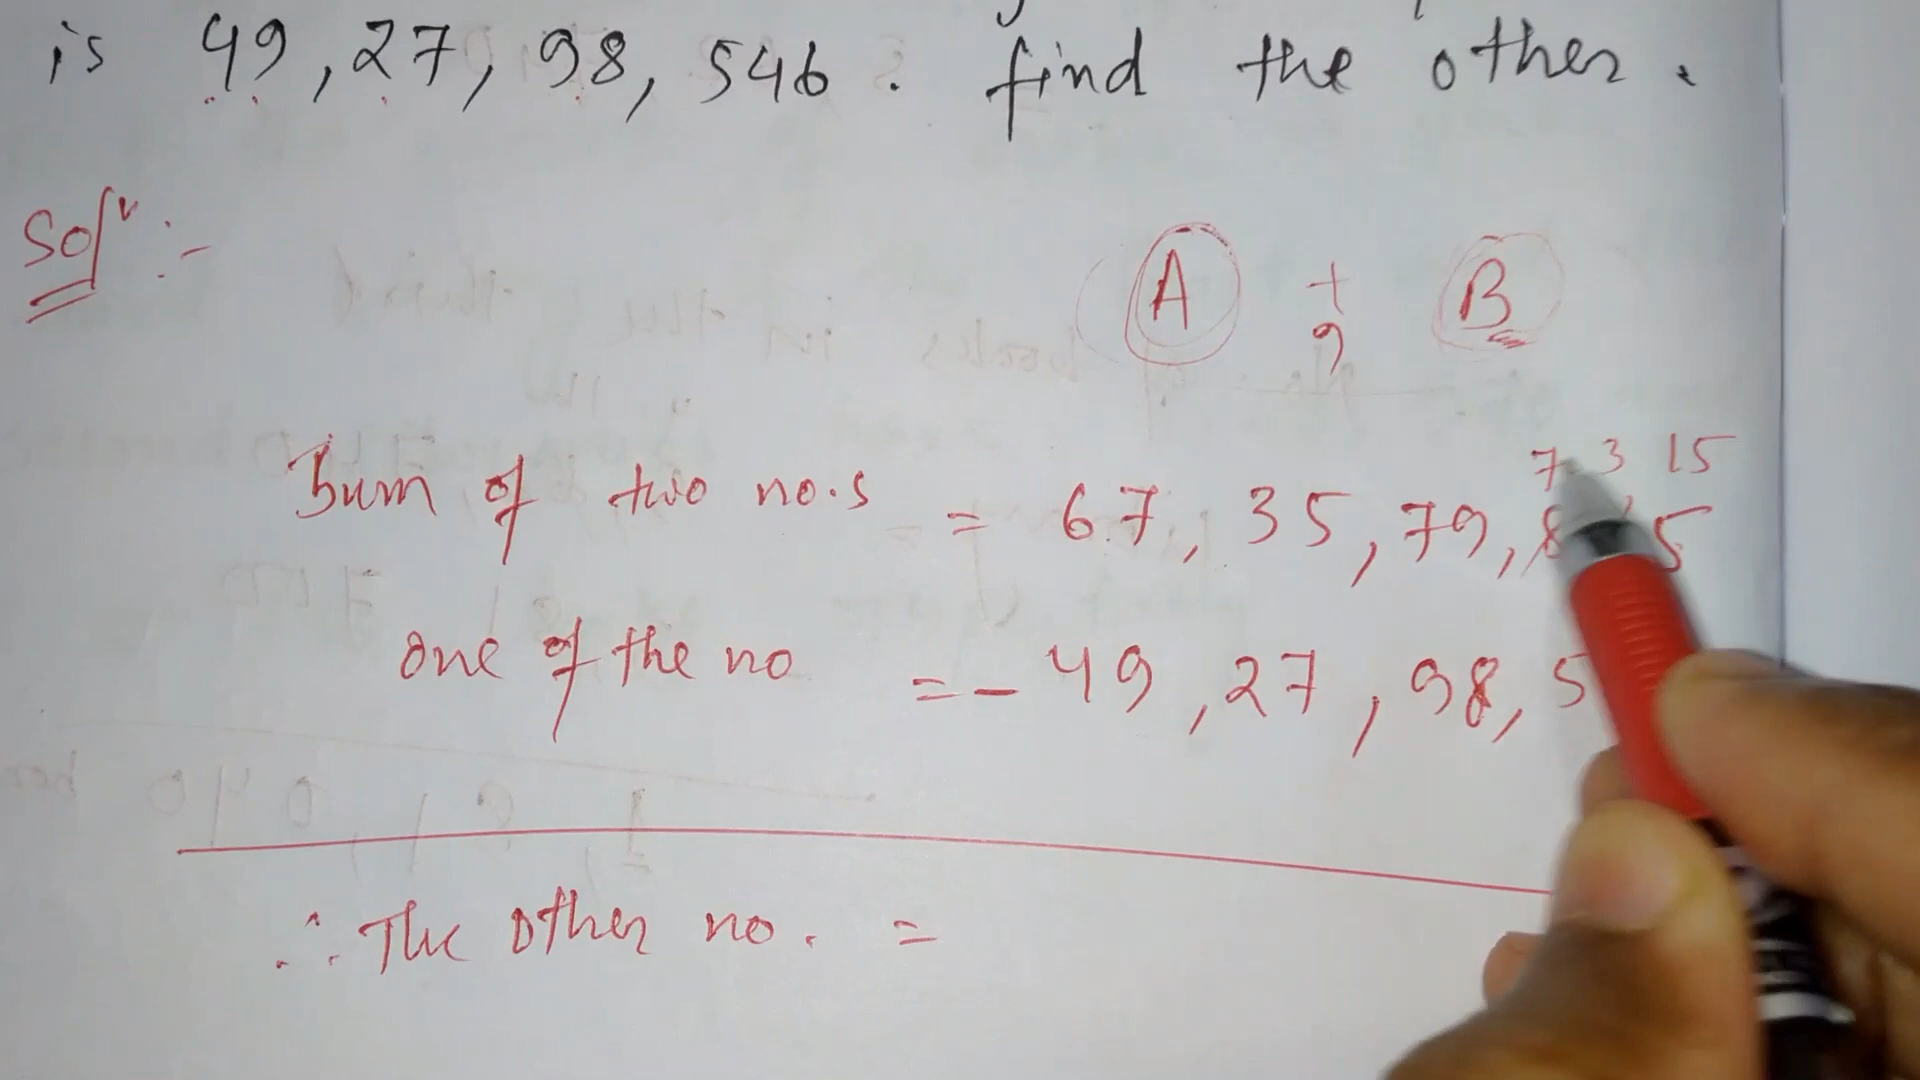 is 49,27,98,546. find the other.
Solⁿ :-
A + B
9
7 3 15
Sum of two no.s = 67,35,79,8 5
one of the no = - 49,27,98,5
∴ The other no. =